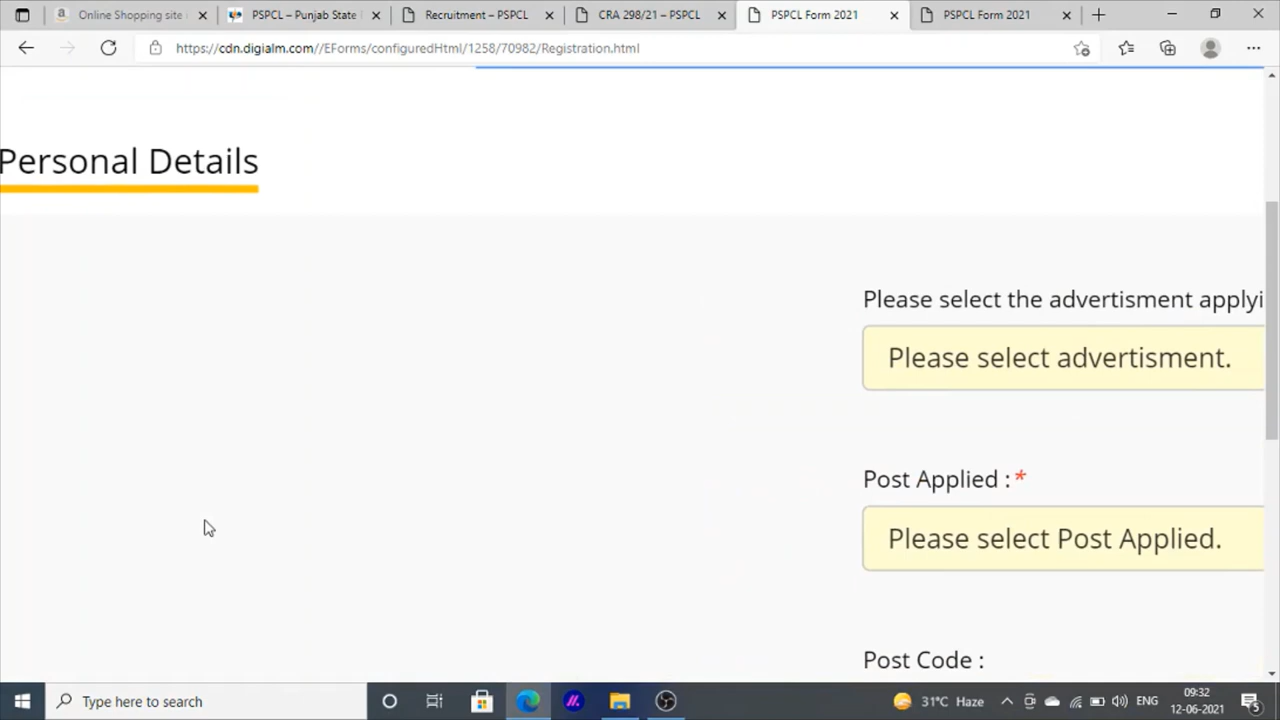 Online Shopping site
PSPCL – Punjab State
Recruitment – PSPCL
CRA 298/21 – PSPCL
PSPCL Form 2021
PSPCL Form 2021
https://cdn.digialm.com//EForms/configuredHtml/1258/70982/Registration.html
Personal Details
Please select the advertisment applyi
Please select advertisment.
Post Applied : *
Please select Post Applied.
Post Code :
Type here to search
31°C Haze
ENG
09:32
12-06-2021
5